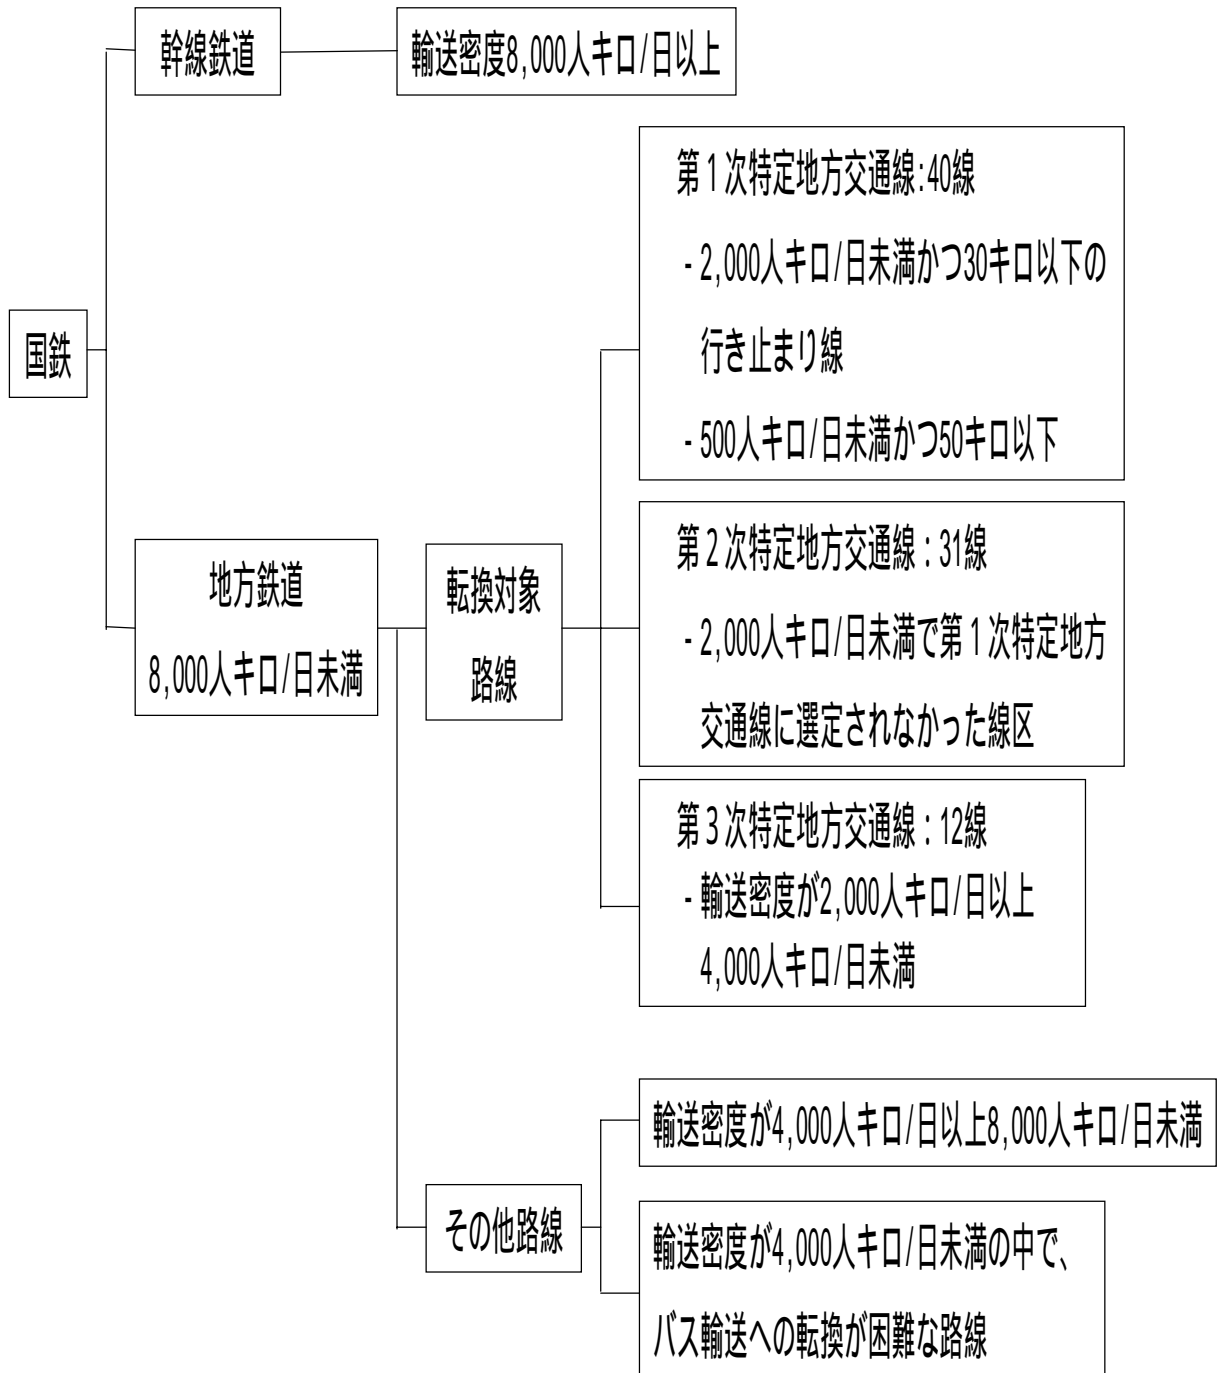 幹線鉄道
輸送密度8,000人キロ/日以上
第1次特定地方交通線:40線
- 2,000人キロ/日未満かつ30キロ以下の
行き止まり線
- 500人キロ/日未満かつ50キロ以下
国鉄
地方鉄道
8,000人キロ/日未満
転換対象
路線
第2次特定地方交通線:31線
- 2,000人キロ/日未満で第1次特定地方
交通線に選定されなかった線区
第3次特定地方交通線:12線
- 輸送密度が2,000人キロ/日以上
4,000人キロ/日未満
輸送密度が4,000人キロ/日以上8,000人キロ/日未満
その他路線
輸送密度が4,000人キロ/日未満の中で、
バス輸送への転換が困難な路線